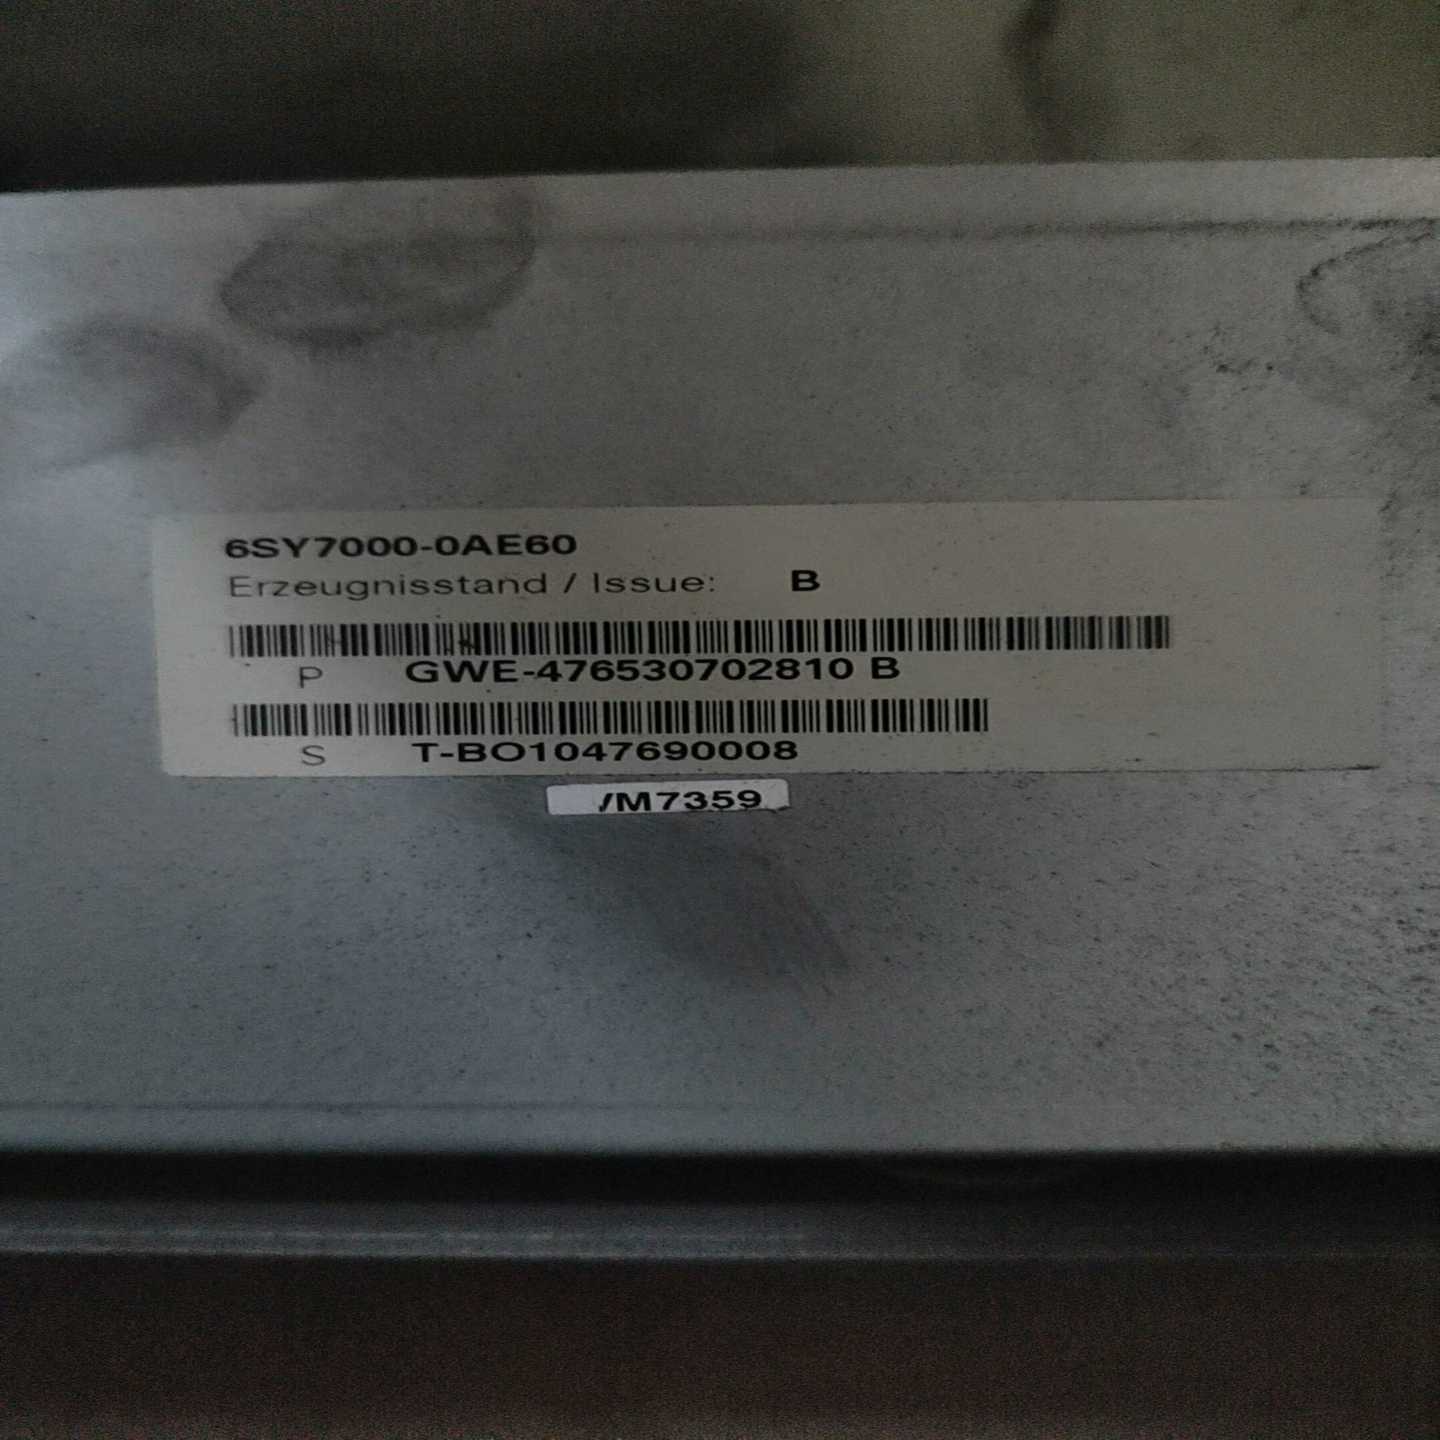 6SY7000-0AE60
Erzeugnisstand / Issue: B
P GWE-476530702810 B
S T-BO1047690008
/M7359